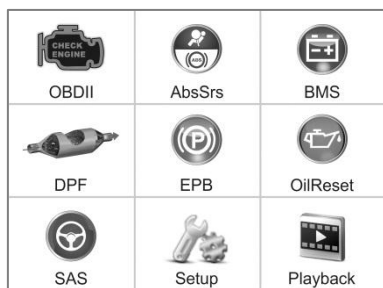 CHECK
ENGINE
OBDII
ABS
AbsSrs
BMS
DPF
P
EPB
OilReset
SAS
Setup
Playback